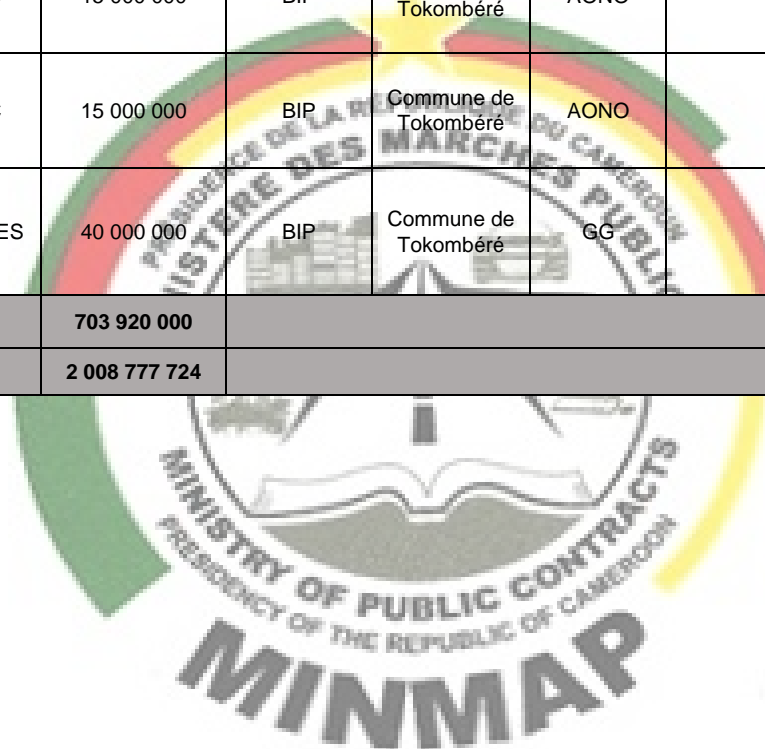 Tokombéré
15 000 000 BIP Commune de Tokombéré AONO
ES 40 000 000 BIP Commune de Tokombéré GG
703 920 000
2 008 777 724
PRESIDENCE DE LA REPUBLIQUE DU CAMEROUN
MINISTERE DES MARCHES PUBLICS
MINISTRY OF PUBLIC CONTRACTS
PRESIDENCY OF THE REPUBLIC OF CAMEROON
MINMAP